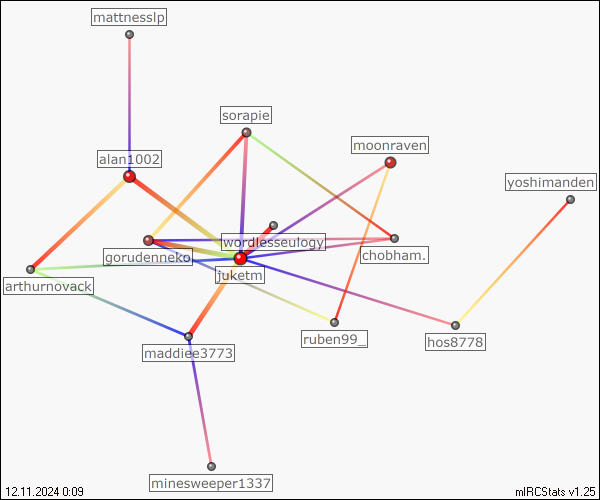 mattnesslp
sorapie
moonraven
alan1002
yoshimanden
wordlesseulogy
gorudenneko
chobham.
juketm
arthurnovack
ruben99_
hos8778
maddiee3773
minesweeper1337
12.11.2024 0:09
mIRCStats v1.25